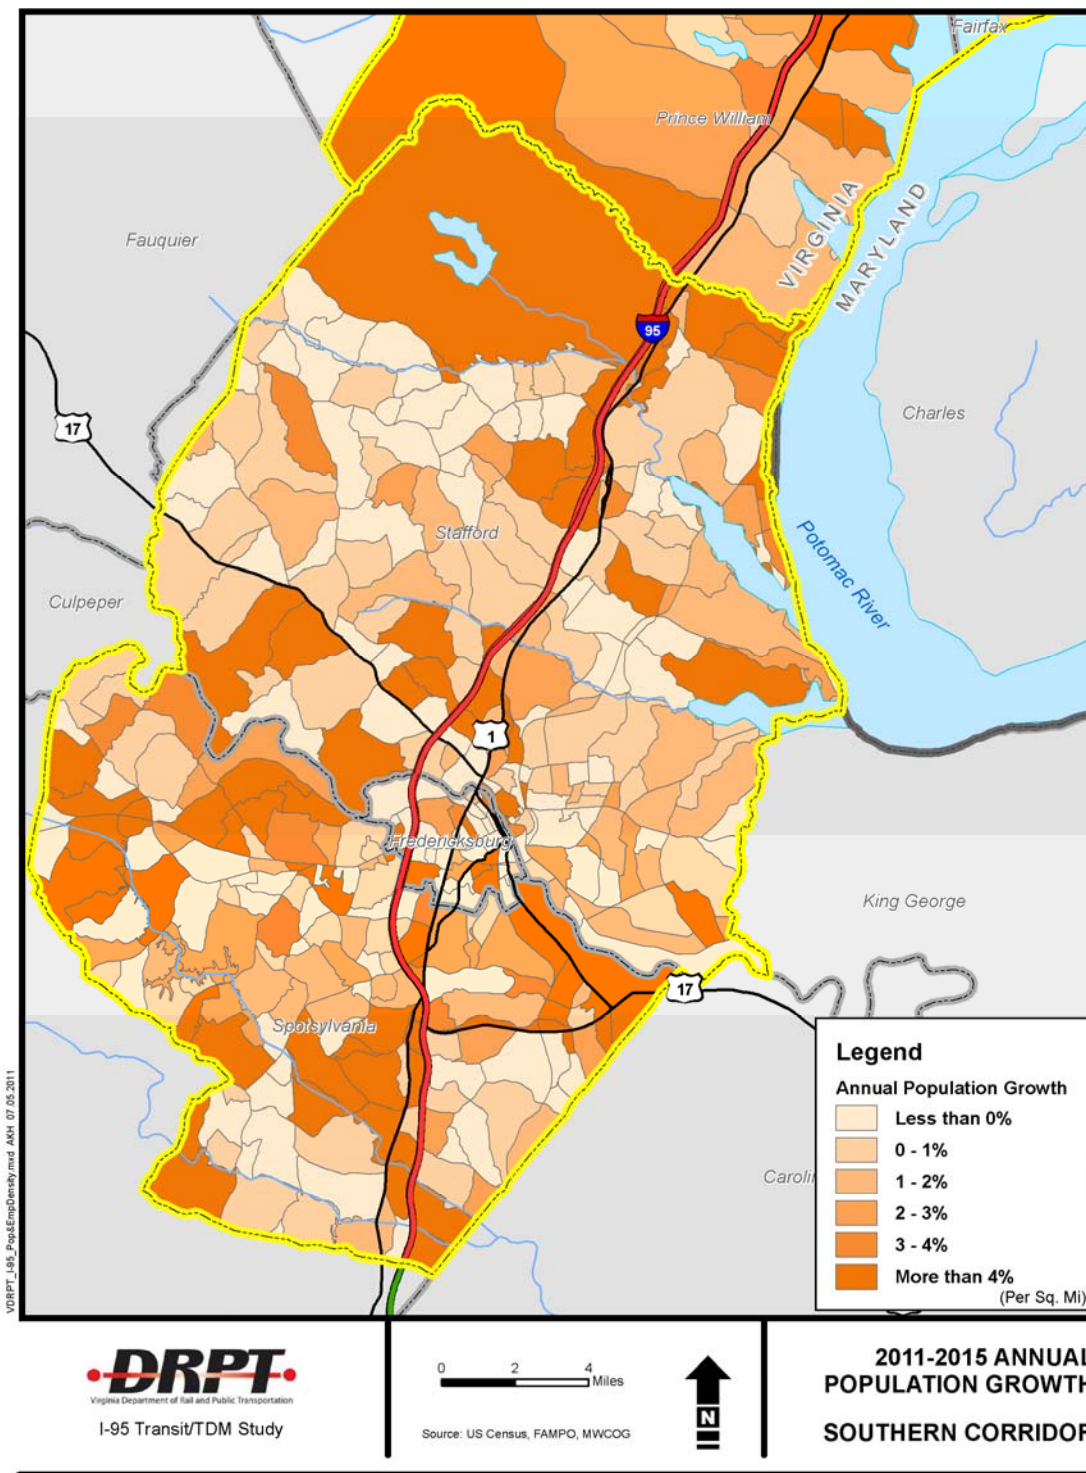 Fairfax
Prince William
VIRGINIA
MARYLAND
Fauquier
95
17
Charles
Stafford
Potomac River
Culpeper
1
Fredericksburg
King George
17
Spotsylvania
Legend
Annual Population Growth
Less than 0%
0 - 1%
1 - 2%
2 - 3%
3 - 4%
More than 4%
(Per Sq. Mi)
Carolin
VDRPT_I-95_Pop&EmpDensity.mxd AKH 07.05.2011
DRPT
Virginia Department of Rail and Public Transportation
I-95 Transit/TDM Study
0 2 4
Miles
Source: US Census, FAMPO, MWCOG
N
2011-2015 ANNUAL
POPULATION GROWTH
SOUTHERN CORRIDOR